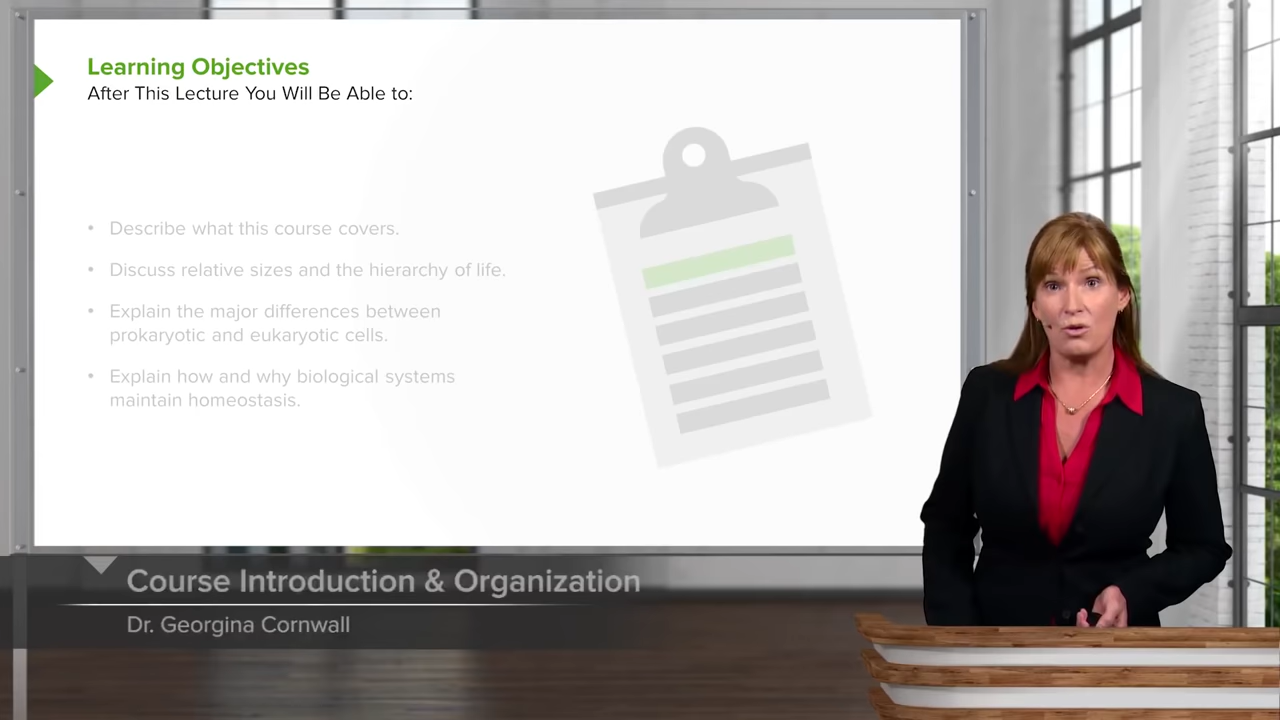 Learning Objectives
After This Lecture You Will Be Able to:
• Describe what this course covers.
• Discuss relative sizes and the hierarchy of life.
• Explain the major differences between
prokaryotic and eukaryotic cells.
• Explain how and why biological systems
maintain homeostasis.
Course Introduction & Organization
Dr. Georgina Cornwall